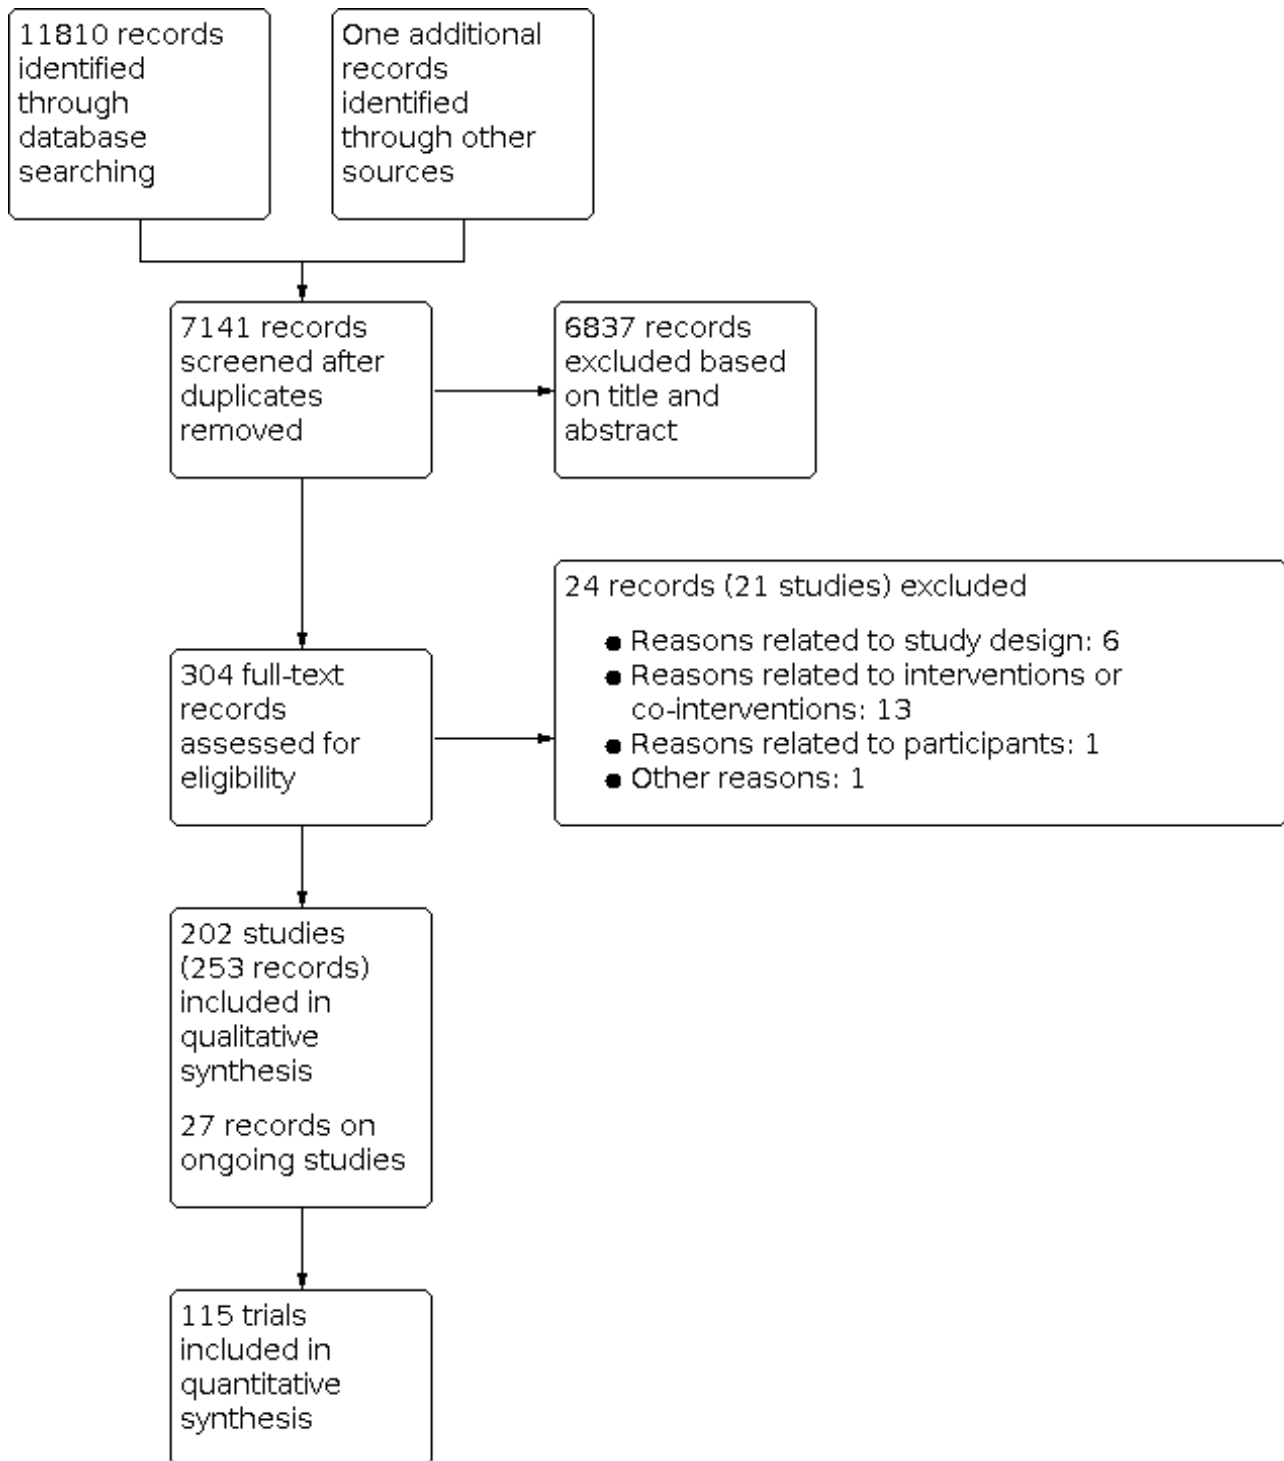 11810 records
identified
through
database
searching
One additional
records
identified
through other
sources
7141 records
screened after
duplicates
removed
6837 records
excluded based
on title and
abstract
304 full-text
records
assessed for
eligibility
24 records (21 studies) excluded
● Reasons related to study design: 6
● Reasons related to interventions or
co-interventions: 13
● Reasons related to participants: 1
● Other reasons: 1
202 studies
(253 records)
included in
qualitative
synthesis
27 records on
ongoing studies
115 trials
included in
quantitative
synthesis